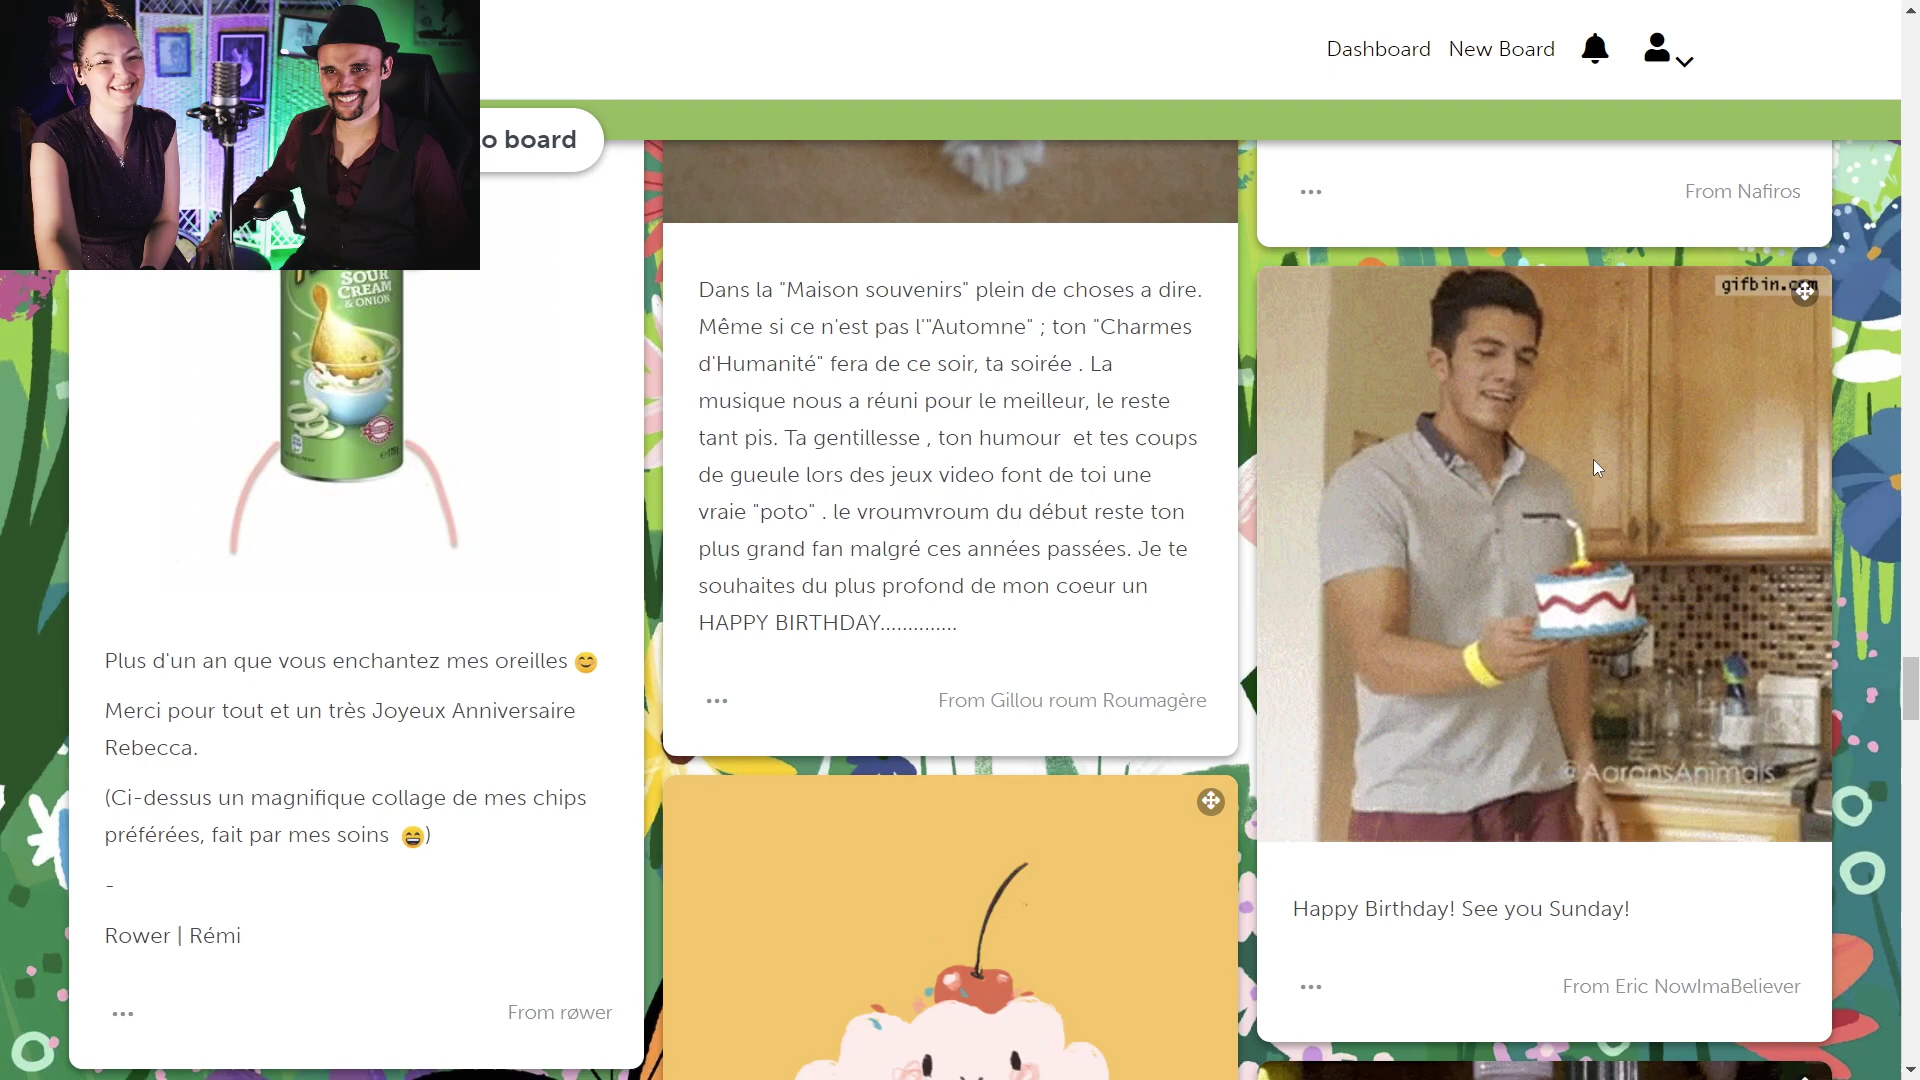 Dashboard New Board
o board
SOUR
CREAM
& ONION
Plus d'un an que vous enchantez mes oreilles 😊
Merci pour tout et un très Joyeux Anniversaire
Rebecca.
(Ci-dessus un magnifique collage de mes chips
préférées, fait par mes soins 😄)
-
Rower | Rémi
From røwer
Dans la "Maison souvenirs" plein de choses a dire.
Même si ce n'est pas l'"Automne" ; ton "Charmes
d'Humanité" fera de ce soir, ta soirée . La
musique nous a réuni pour le meilleur, le reste
tant pis. Ta gentillesse , ton humour et tes coups
de gueule lors des jeux video font de toi une
vraie "poto" . le vroumvroum du début reste ton
plus grand fan malgré ces années passées. Je te
souhaites du plus profond de mon coeur un
HAPPY BIRTHDAY.............
From Gillou roum Roumagère
From Nafiros
gifbin.com
@AaronsAnimals
Happy Birthday! See you Sunday!
From Eric NowImaBeliever